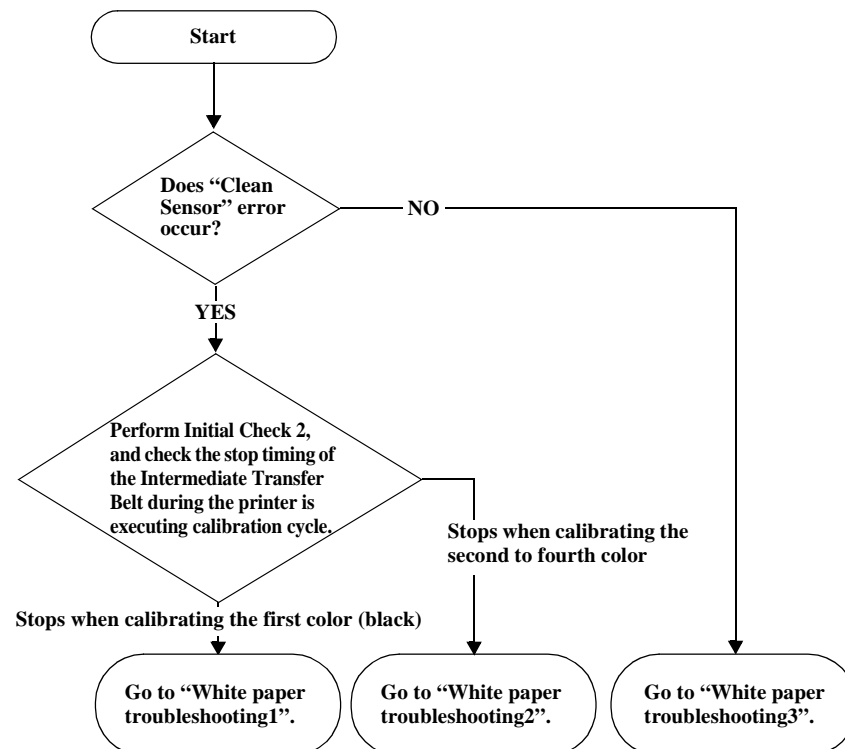 Start
Does “Clean
Sensor” error
occur?
NO
YES
Perform Initial Check 2,
and check the stop timing of
the Intermediate Transfer
Belt during the printer is
executing calibration cycle.
Stops when calibrating the
second to fourth color
Stops when calibrating the first color (black)
Go to “White paper
troubleshooting1”.
Go to “White paper
troubleshooting2”.
Go to “White paper
troubleshooting3”.